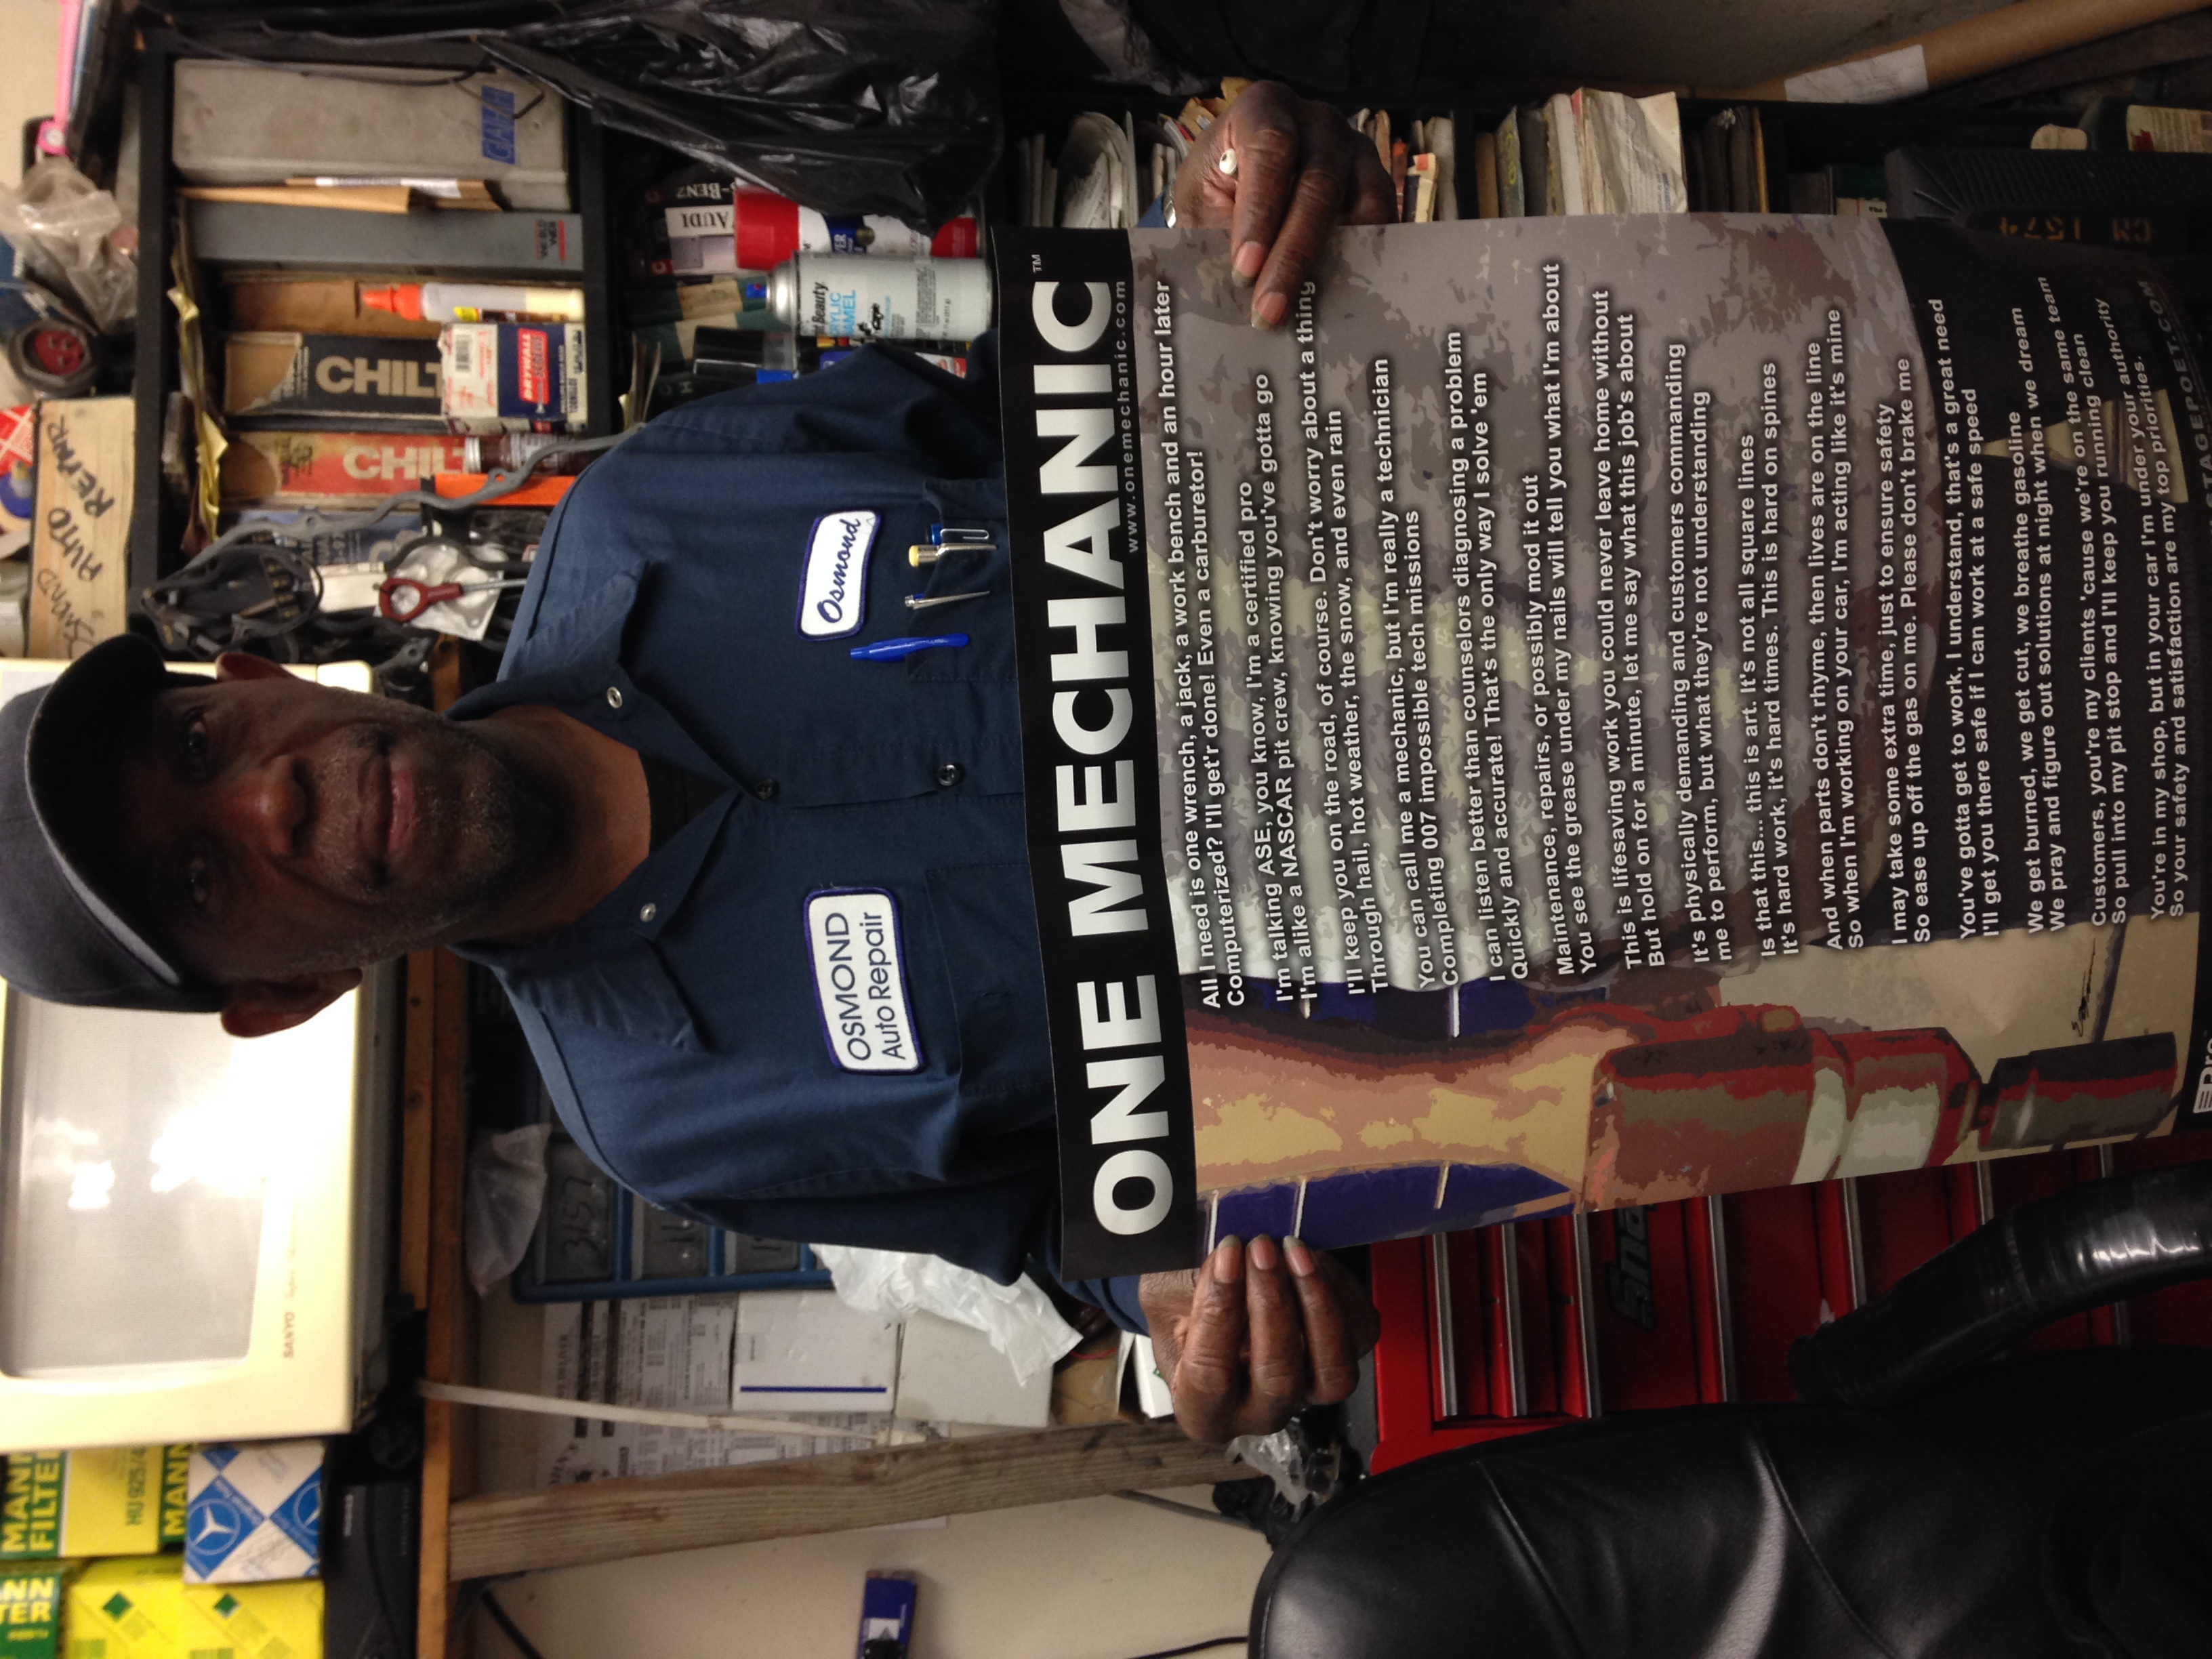 OSMOND
AUTO
REPAIR
GATES
WORLD
CHILT
CHILT
DRYWALL
SCREWS
AUDI
Beauty
ENAMEL
SANYO
MANN
FILTER
HU 925/4
MANN
OSMOND
Auto Repair
Osmond
ONE MECHANIC™
www.onemechanic.com
All I need is one wrench, a jack, a work bench and an hour later
Computerized? I'll get'r done! Even a carburetor!
I'm talking ASE, you know, I'm a certified pro
I'm alike a NASCAR pit crew, knowing you've gotta go
I'll keep you on the road, of course. Don't worry about a thing
Through hail, hot weather, the snow, and even rain
You can call me a mechanic, but I'm really a technician
Completing 007 impossible tech missions
I can listen better than counselors diagnosing a problem
Quickly and accurate! That's the only way I solve 'em
Maintenance, repairs, or possibly mod it out
You see the grease under my nails will tell you what I'm about
This is lifesaving work you could never leave home without
But hold on for a minute, let me say what this job's about
It's physically demanding and customers commanding
me to perform, but what they're not understanding
Is that this... this is art. It's not all square lines
It's hard work, it's hard times. This is hard on spines
And when parts don't rhyme, then lives are on the line
So when I'm working on your car, I'm acting like it's mine
I may take some extra time, just to ensure safety
So ease up off the gas on me. Please don't brake me
You've gotta get to work, I understand, that's a great need
I'll get you there safe if I can work at a safe speed
We get burned, we get cut, we breathe gasoline
We pray and figure out solutions at night when we dream
Customers, you're my clients 'cause we're on the same team
So pull into my pit stop and I'll keep you running clean
You're in my shop, but in your car I'm under your authority
So your safety and satisfaction are my top priorities.